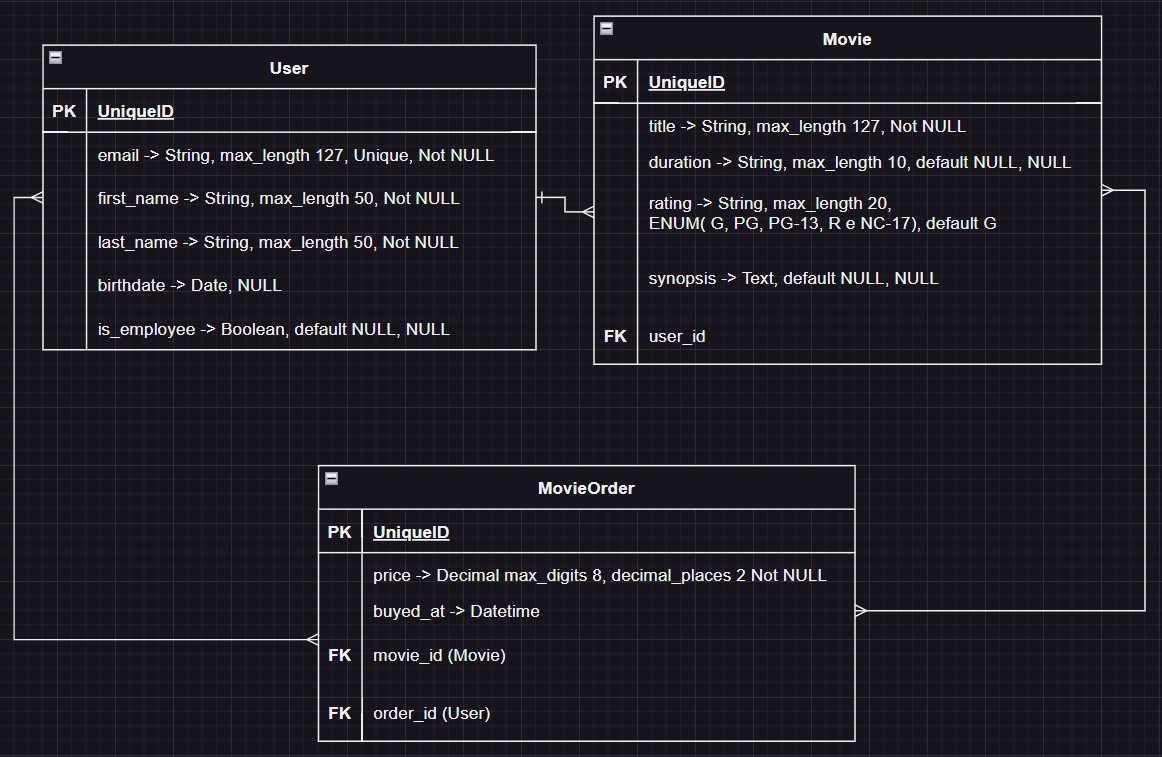 User
PK UniqueID
email -> String, max_length 127, Unique, Not NULL
first_name -> String, max_length 50, Not NULL
last_name -> String, max_length 50, Not NULL
birthdate -> Date, NULL
is_employee -> Boolean, default NULL, NULL
Movie
PK UniqueID
title -> String, max_length 127, Not NULL
duration -> String, max_length 10, default NULL, NULL
rating -> String, max_length 20,
ENUM( G, PG, PG-13, R e NC-17), default G
synopsis -> Text, default NULL, NULL
FK user_id
MovieOrder
PK UniqueID
price -> Decimal max_digits 8, decimal_places 2 Not NULL
buyed_at -> Datetime
FK movie_id (Movie)
FK order_id (User)